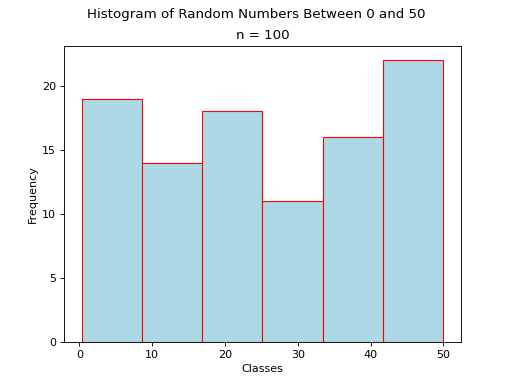 Histogram of Random Numbers Between 0 and 50
n = 100
20
15
10
5
0
Frequency
0 10 20 30 40 50
Classes